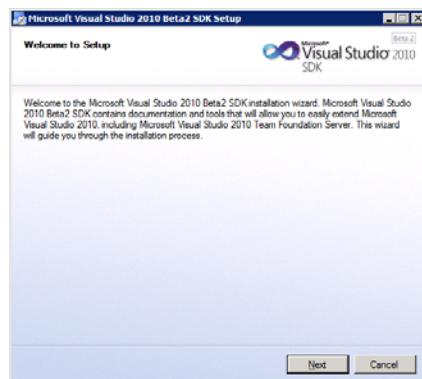 Microsoft Visual Studio 2010 Beta2 SDK Setup
Welcome to Setup
Beta 2
Microsoft
Visual Studio 2010
SDK
Welcome to the Microsoft Visual Studio 2010 Beta2 SDK installation wizard. Microsoft Visual Studio
2010 Beta2 SDK contains documentation and tools that will allow you to easily extend Microsoft
Visual Studio 2010, including Microsoft Visual Studio 2010 Team Foundation Server. This wizard
will guide you through the installation process.
Next
Cancel